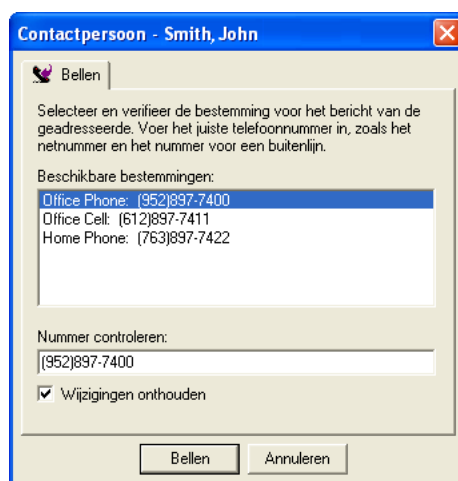 Contactpersoon - Smith, John
Bellen
Selecteer en verifieer de bestemming voor het bericht van de
geadresseerde. Voer het juiste telefoonnummer in, zoals het
netnummer en het nummer voor een buitenlijn.
Beschikbare bestemmingen:
Office Phone: (952)897-7400
Office Cell: (612)897-7411
Home Phone: (763)897-7422
Nummer controleren:
(952)897-7400
Wijzigingen onthouden
Bellen Annuleren